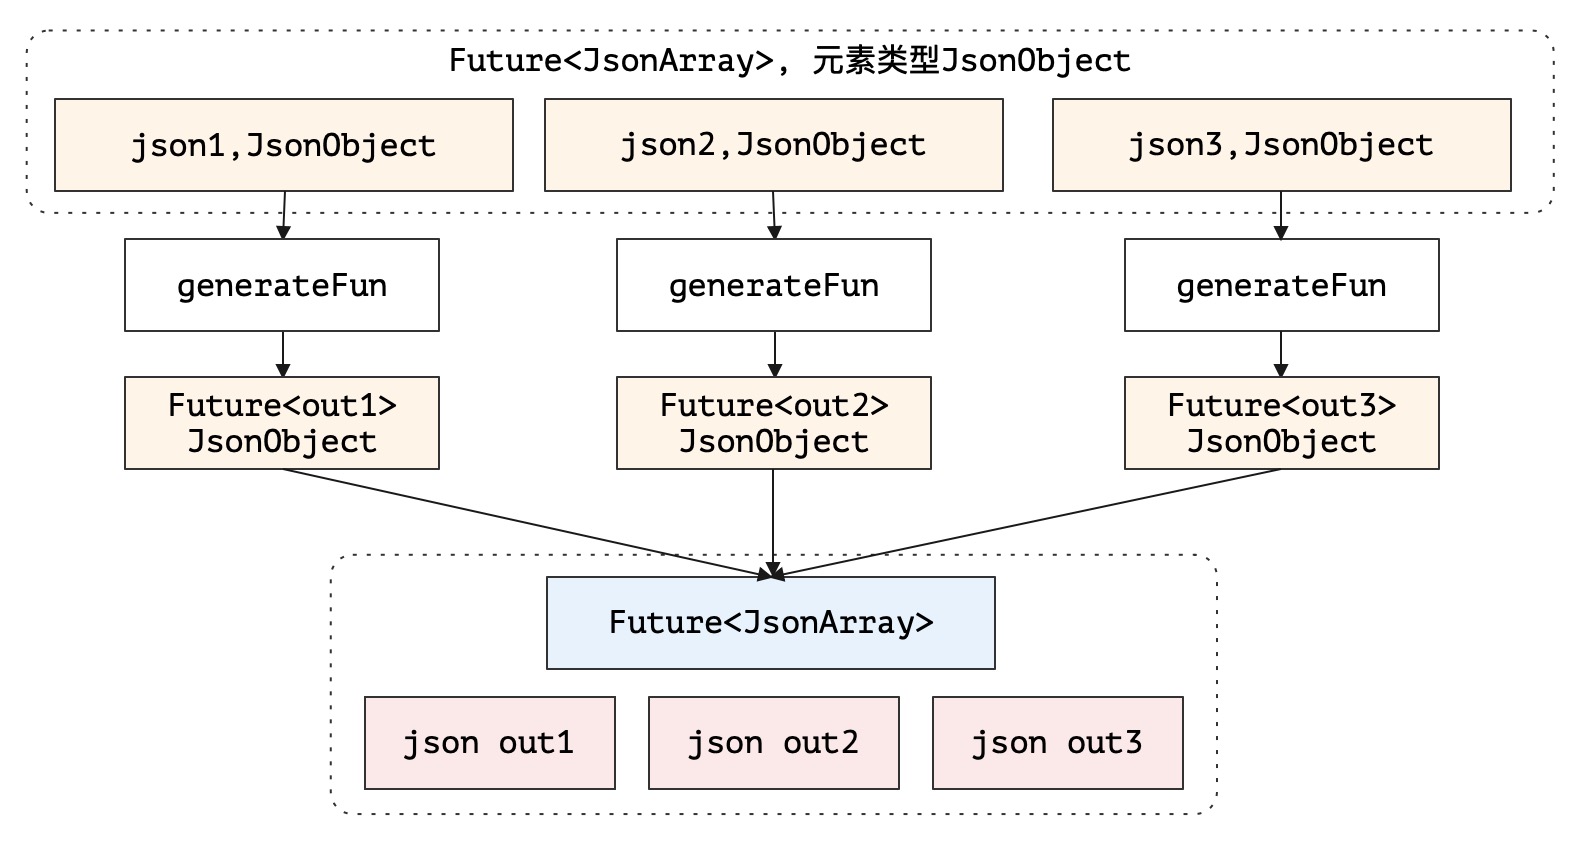 Future<JsonArray>, 元素类型JsonObject
json1,JsonObject
json2,JsonObject
json3,JsonObject
generateFun
generateFun
generateFun
Future<out1>
JsonObject
Future<out2>
JsonObject
Future<out3>
JsonObject
Future<JsonArray>
json out1
json out2
json out3